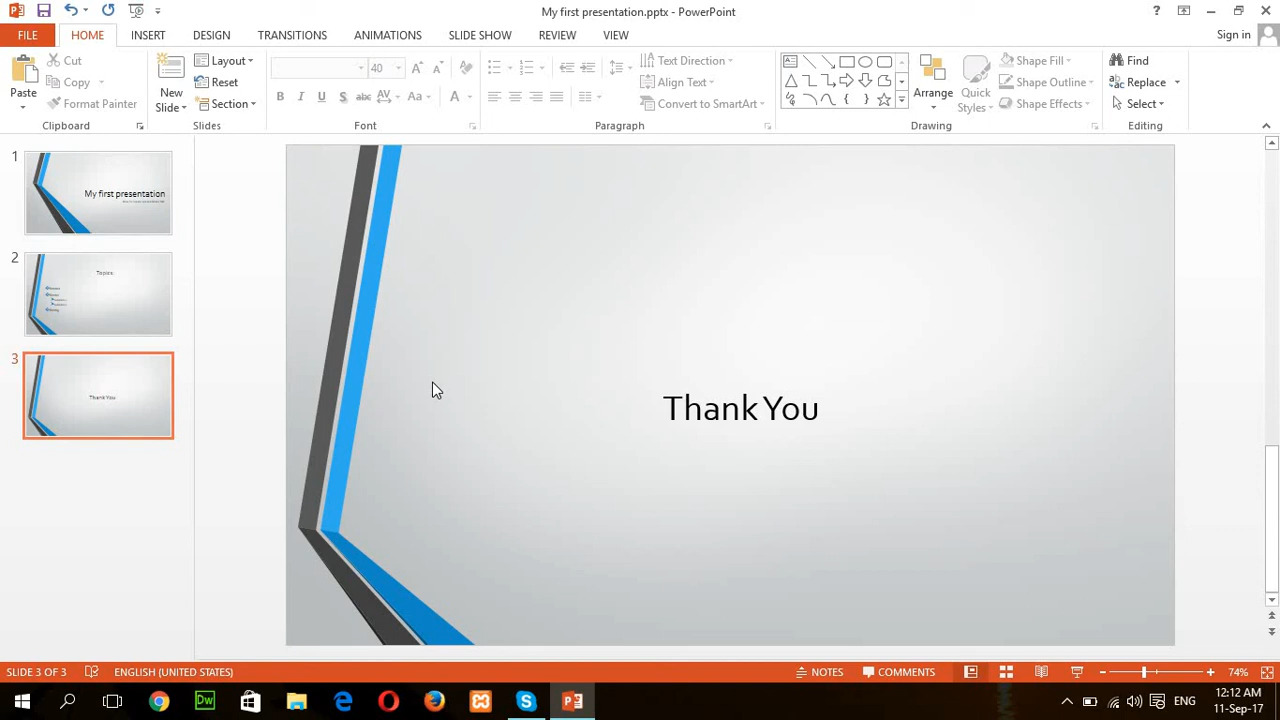 My first presentation.pptx - PowerPoint
FILE HOME INSERT DESIGN TRANSITIONS ANIMATIONS SLIDE SHOW REVIEW VIEW Sign in
Paste
Cut
Copy
Format Painter
Clipboard
New Slide
Layout
Reset
Section
Slides
40
B I U S abc AV Aa A
Font
Text Direction
Align Text
Convert to SmartArt
Paragraph
Arrange
Quick Styles
Shape Fill
Shape Outline
Shape Effects
Drawing
Find
Replace
Select
Editing
1
My first presentation
2
Topics:
3
Thank You
Thank You
SLIDE 3 OF 3 ENGLISH (UNITED STATES) NOTES COMMENTS 74%
Dw
ENG
12:12 AM
11-Sep-17